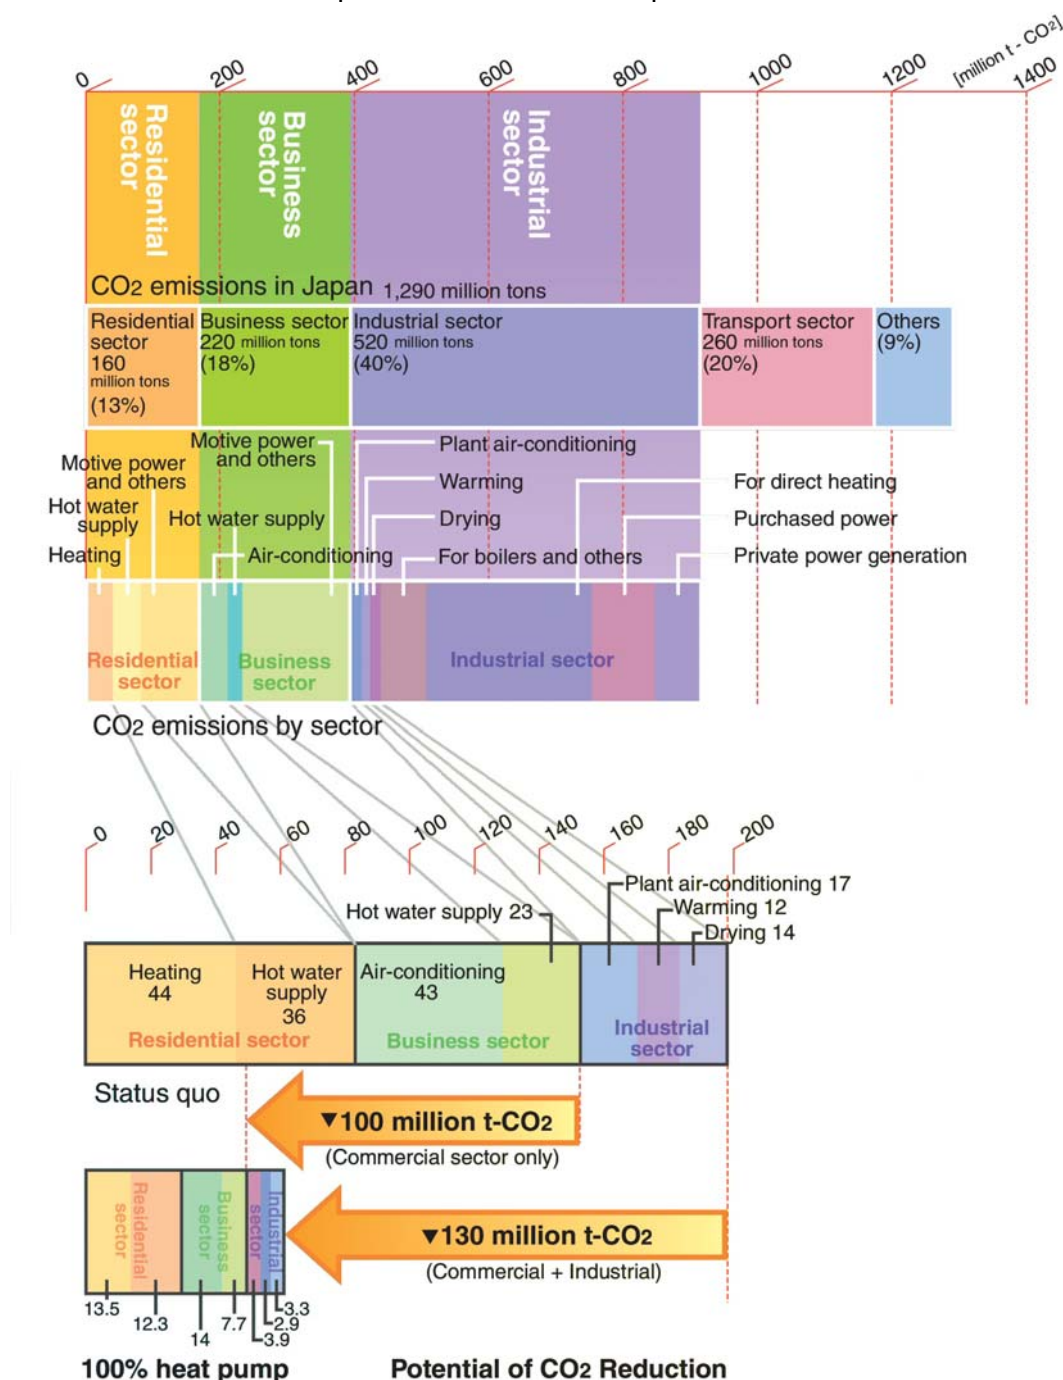 0 200 400 600 800 1000 1200 [million t - CO2] 1400
Residential
sector
Business
sector
Industrial
sector
CO2 emissions in Japan 1,290 million tons
Residential
sector
160
million tons
(13%)
Business sector
220 million tons
(18%)
Industrial sector
520 million tons
(40%)
Transport sector
260 million tons
(20%)
Others
(9%)
Motive power
and others
Hot water
supply
Heating
Motive power
and others
Hot water supply
Air-conditioning
Plant air-conditioning
Warming
Drying
For boilers and others
For direct heating
Purchased power
Private power generation
Residential
sector
Business
sector
Industrial sector
CO2 emissions by sector
0 20 40 60 80 100 120 140 160 180 200
Plant air-conditioning 17
Hot water supply 23
Warming 12
Drying 14
Heating
44
Hot water
supply
36
Residential sector
Air-conditioning
43
Business sector
Industrial
sector
Status quo
▼100 million t-CO2
(Commercial sector only)
Residential
sector
Business
sector
Industrial
sector
▼130 million t-CO2
(Commercial + Industrial)
13.5
12.3
14
7.7
3.9
2.9
3.3
100% heat pump
Potential of CO2 Reduction